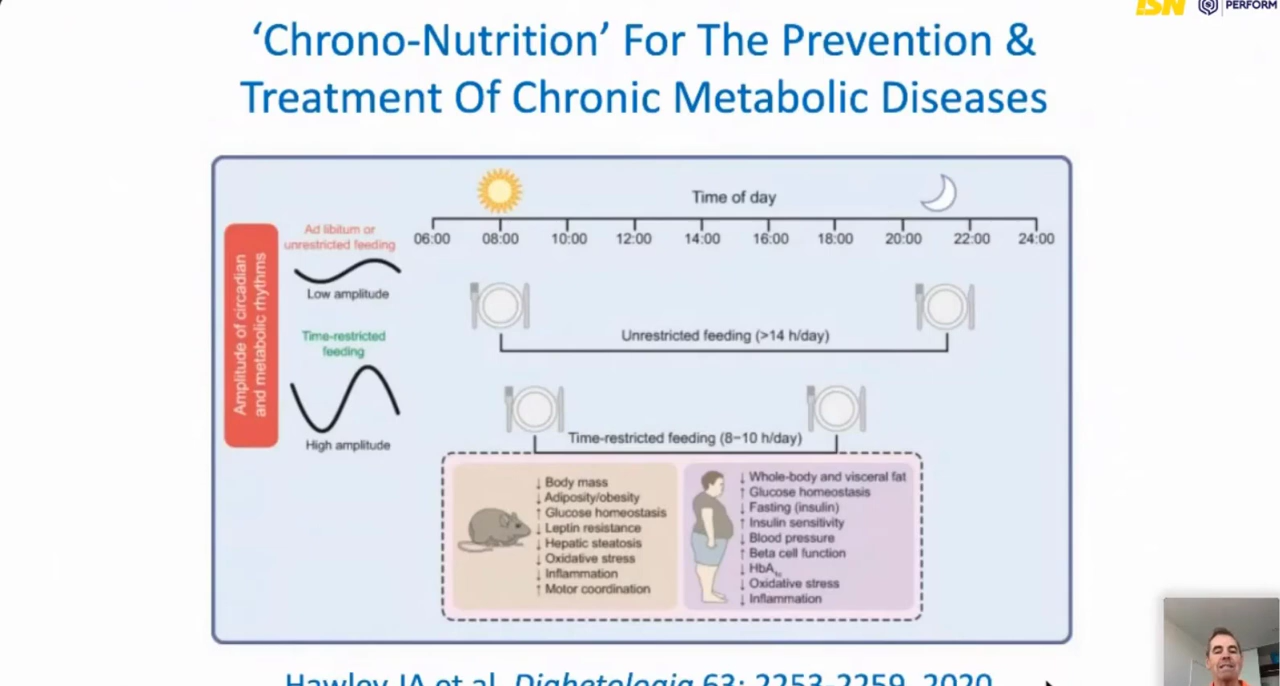 ISN
PERFORM
‘Chrono-Nutrition’ For The Prevention &
Treatment Of Chronic Metabolic Diseases
Time of day
06:00 08:00 10:00 12:00 14:00 16:00 18:00 20:00 22:00 24:00
Amplitude of circadian
and metabolic rhythms
Ad libitum or
unrestricted feeding
Low amplitude
Time-restricted
feeding
High amplitude
Unrestricted feeding (>14 h/day)
Time-restricted feeding (8–10 h/day)
↓ Body mass
↓ Adiposity/obesity
↑ Glucose homeostasis
↓ Leptin resistance
↓ Hepatic steatosis
↓ Oxidative stress
↓ Inflammation
↑ Motor coordination
↓ Whole-body and visceral fat
↑ Glucose homeostasis
↓ Fasting (insulin)
↑ Insulin sensitivity
↓ Blood pressure
↑ Beta cell function
↓ HbA1c
↓ Oxidative stress
↓ Inflammation
Hawley JA et al. Diabetologia 63: 2253-2259, 2020